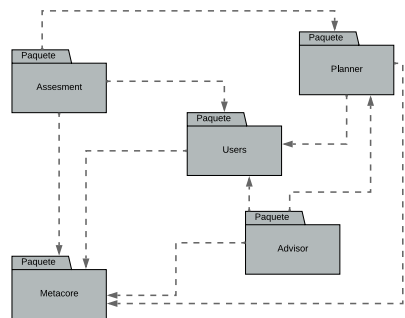 Paquete
Planner
Paquete
Assesment
Paquete
Users
Paquete
Advisor
Paquete
Metacore